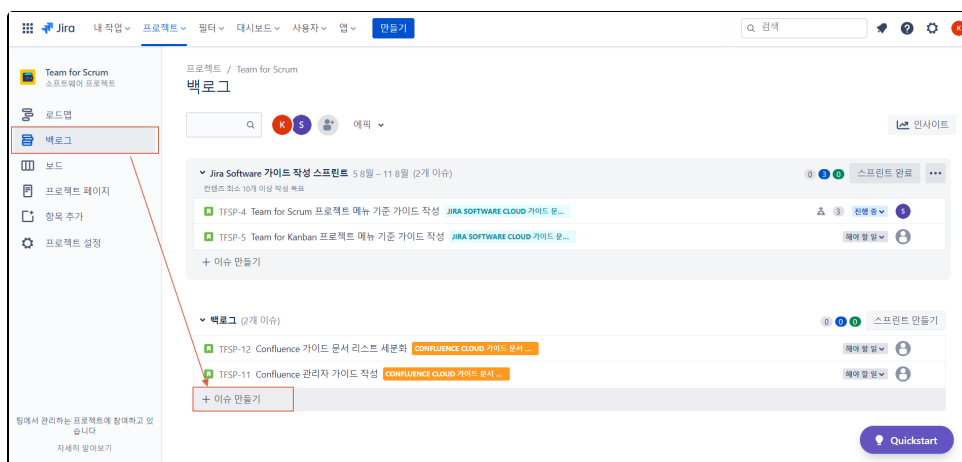 Jira 내 작업 프로젝트 필터 대시보드 사용자 앱 만들기 검색 K
Team for Scrum
소프트웨어 프로젝트
로드맵
백로그
보드
프로젝트 페이지
항목 추가
프로젝트 설정
팀에서 관리하는 프로젝트에 참여하고 있
습니다
자세히 알아보기
프로젝트 / Team for Scrum
백로그
K S 에픽 인사이트
Jira Software 가이드 작성 스프린트 5 8월 – 11 8월 (2개 이슈) 0 3 0 스프린트 완료 •••
컨텐츠 최소 10개 이상 작성 목표
TFSP-4 Team for Scrum 프로젝트 메뉴 기준 가이드 작성 JIRA SOFTWARE CLOUD 가이드 문... 3 진행 중 S
TFSP-5 Team for Kanban 프로젝트 메뉴 기준 가이드 작성 JIRA SOFTWARE CLOUD 가이드 문... 해야 할 일
+ 이슈 만들기
백로그 (2개 이슈) 0 0 0 스프린트 만들기
TFSP-12 Confluence 가이드 문서 리스트 세분화 CONFLUENCE CLOUD 가이드 문서 ... 해야 할 일
TFSP-11 Confluence 관리자 가이드 작성 CONFLUENCE CLOUD 가이드 문서 ... 해야 할 일
+ 이슈 만들기
Quickstart